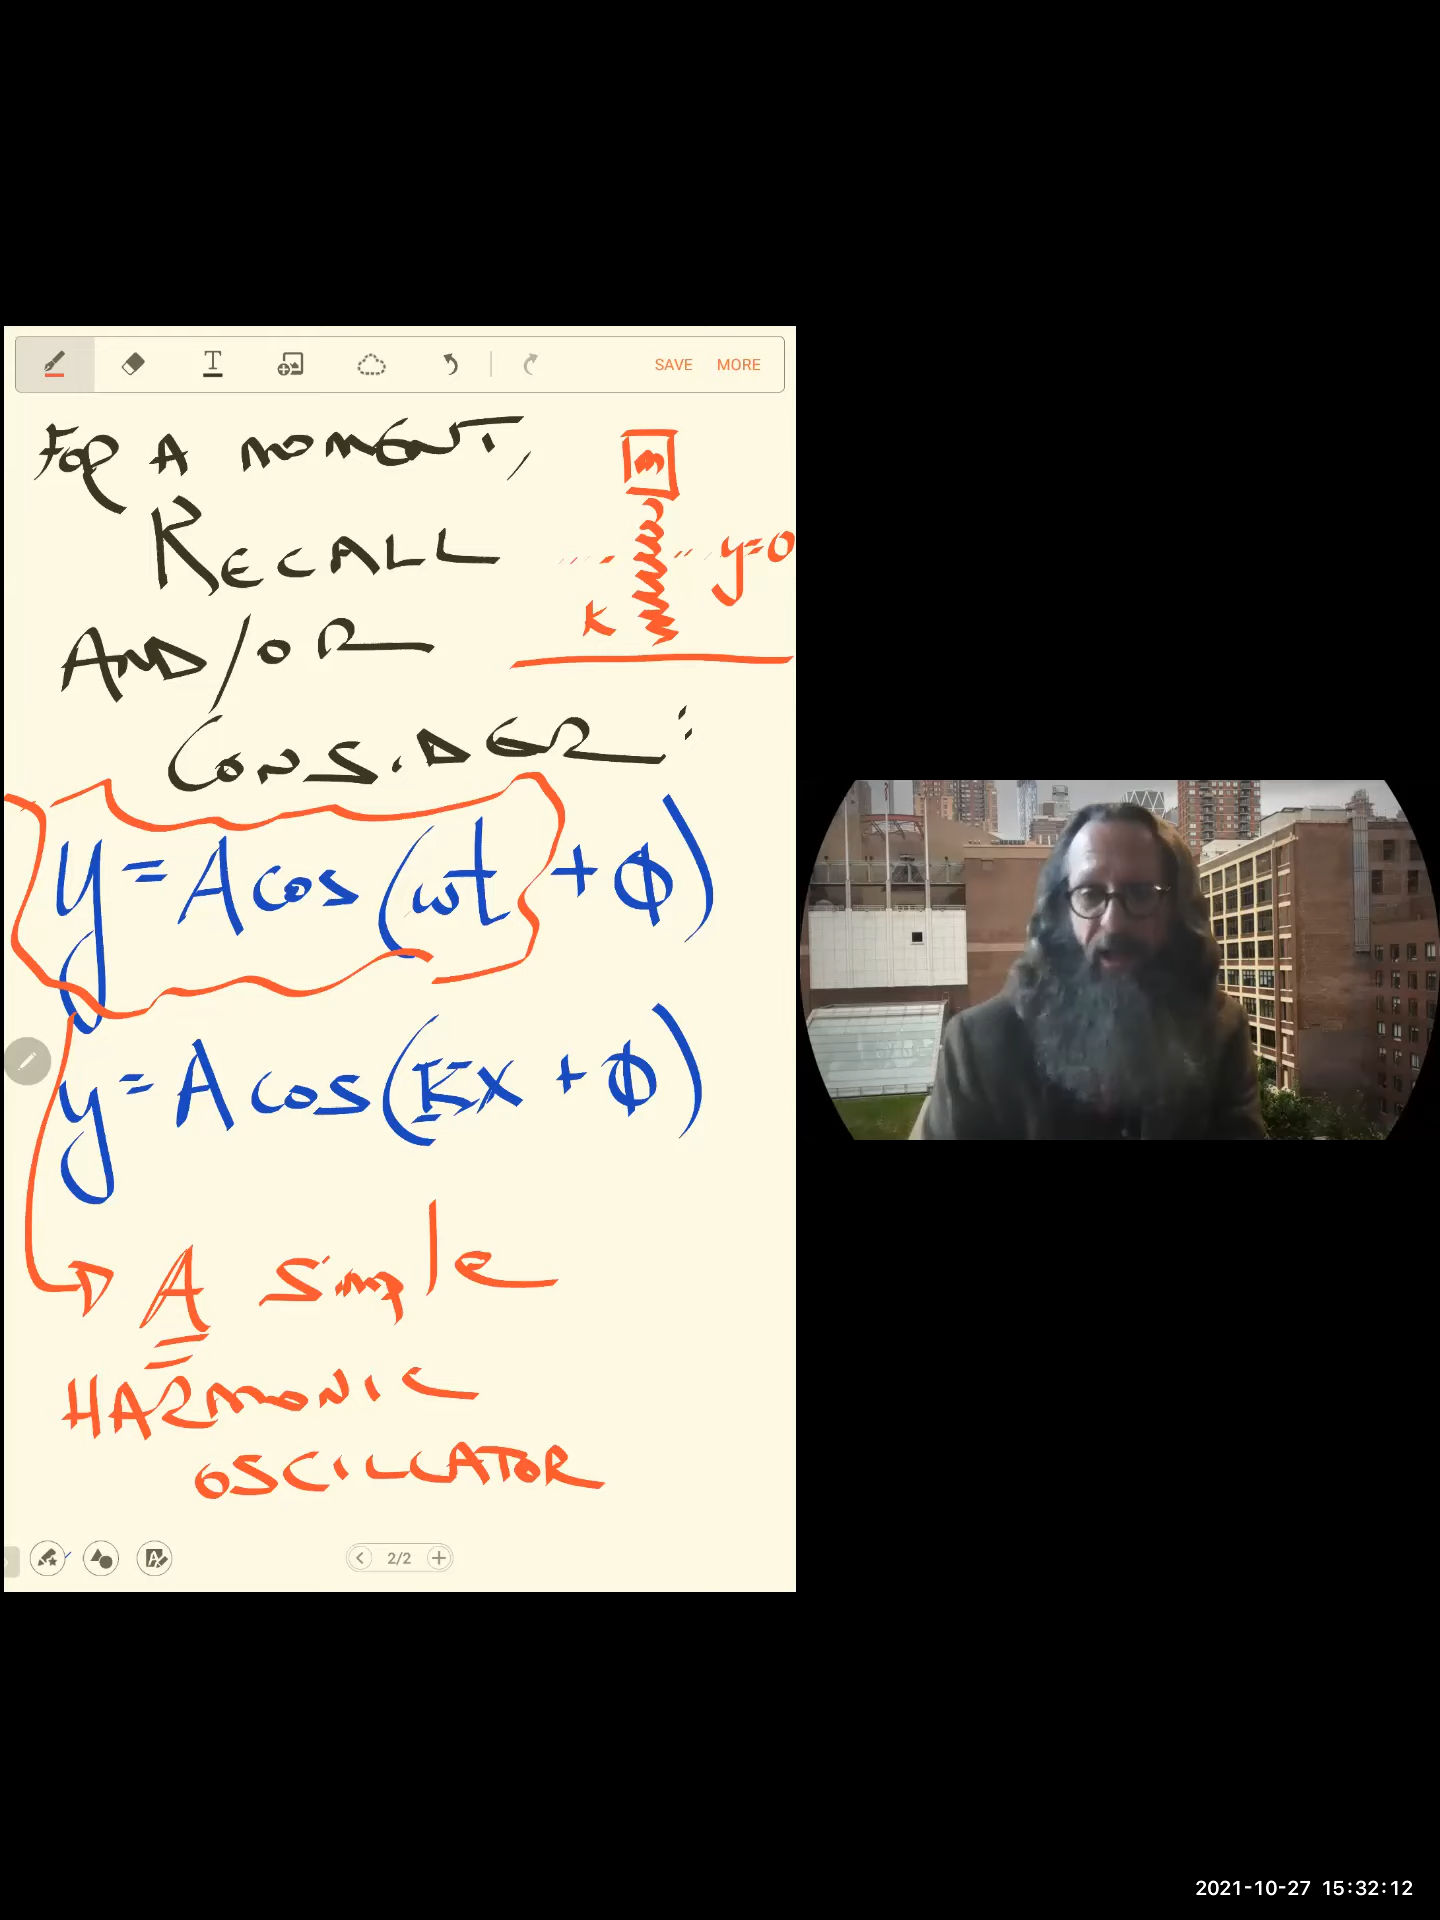 T
SAVE MORE
FOR A MOMENT,
m
RECALL
y=0
K
AND/OR
CONSIDER:
y=Acos(ωt+Φ)
y=Acos(Kx+Φ)
A Simple
HARMONIC
OSCILLATOR
A
2/2
2021-10-27 15:32:12